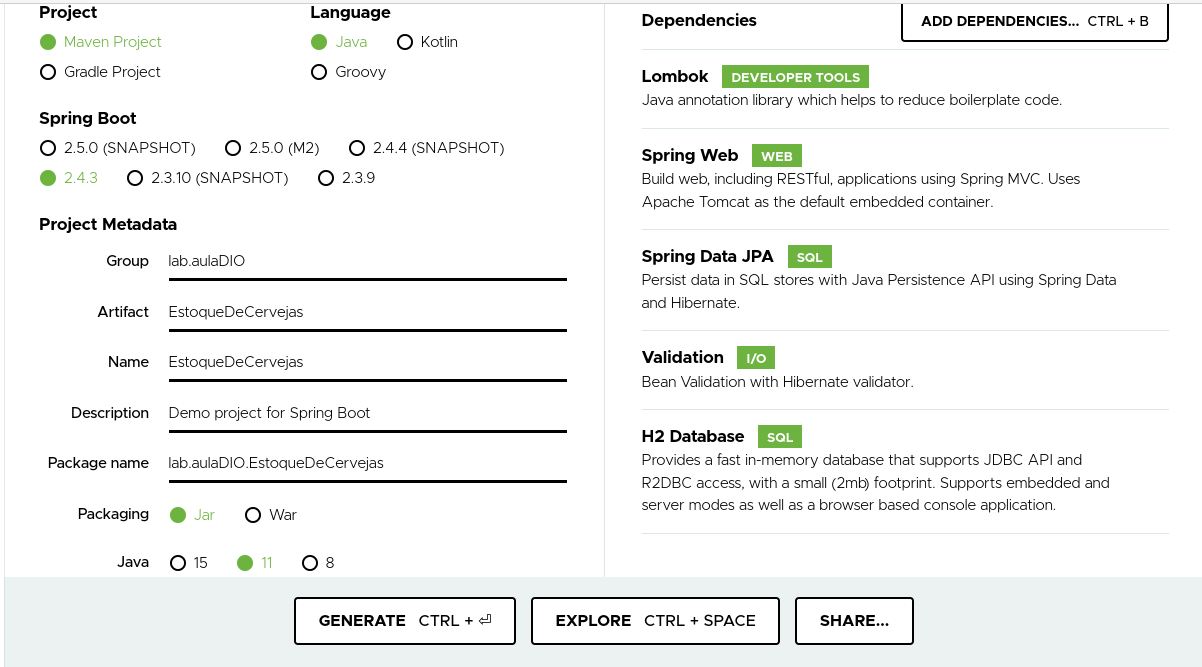 Project
Language
Maven Project
Java
Kotlin
Gradle Project
Groovy
Spring Boot
2.5.0 (SNAPSHOT)
2.5.0 (M2)
2.4.4 (SNAPSHOT)
2.4.3
2.3.10 (SNAPSHOT)
2.3.9
Project Metadata
Group lab.aulaDIO
Artifact EstoqueDeCervejas
Name EstoqueDeCervejas
Description Demo project for Spring Boot
Package name lab.aulaDIO.EstoqueDeCervejas
Packaging Jar War
Java 15 11 8
Dependencies
ADD DEPENDENCIES... CTRL + B
Lombok DEVELOPER TOOLS
Java annotation library which helps to reduce boilerplate code.
Spring Web WEB
Build web, including RESTful, applications using Spring MVC. Uses
Apache Tomcat as the default embedded container.
Spring Data JPA SQL
Persist data in SQL stores with Java Persistence API using Spring Data
and Hibernate.
Validation I/O
Bean Validation with Hibernate validator.
H2 Database SQL
Provides a fast in-memory database that supports JDBC API and
R2DBC access, with a small (2mb) footprint. Supports embedded and
server modes as well as a browser based console application.
GENERATE CTRL + ⏎
EXPLORE CTRL + SPACE
SHARE...